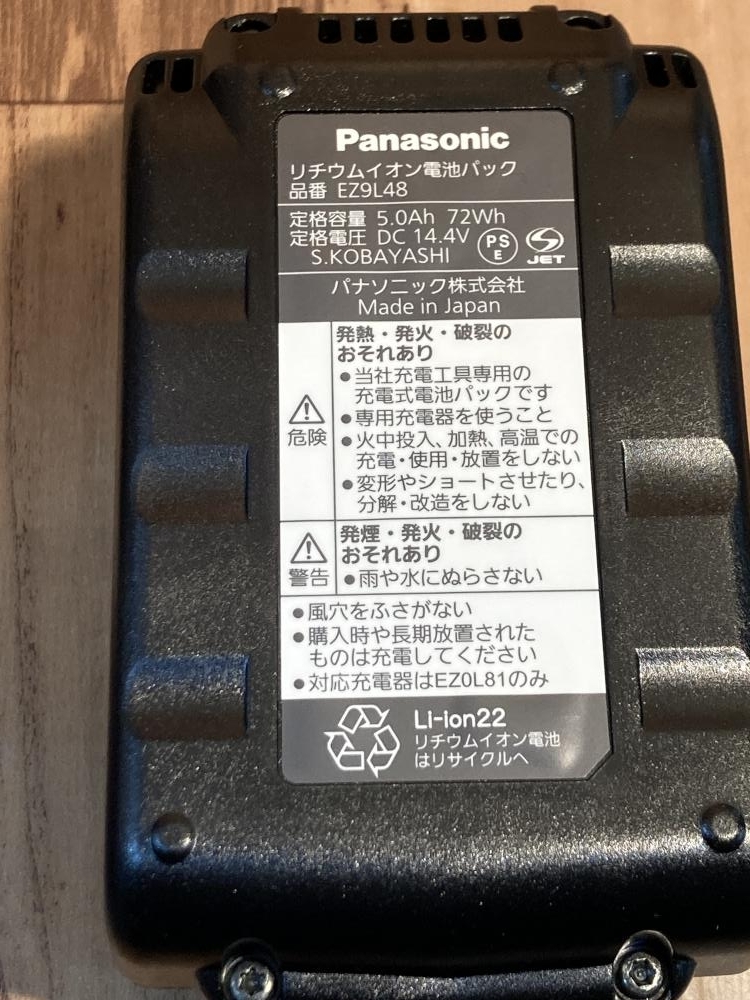 Panasonic
リチウムイオン電池パック
品番 EZ9L48
定格容量 5.0Ah 72Wh
定格電圧 DC 14.4V
PS
E
JET
S.KOBAYASHI
パナソニック株式会社
Made in Japan
危険
発熱・発火・破裂の
おそれあり
●当社充電工具専用の
充電式電池パックです
●専用充電器を使うこと
●火中投入、加熱、高温での
充電・使用・放置をしない
●変形やショートさせたり、
分解・改造をしない
警告
発煙・発火・破裂の
おそれあり
●雨や水にぬらさない
●風穴をふさがない
●購入時や長期放置された
ものは充電してください
●対応充電器はEZ0L81のみ
Li-ion22
リチウムイオン電池
はリサイクルへ